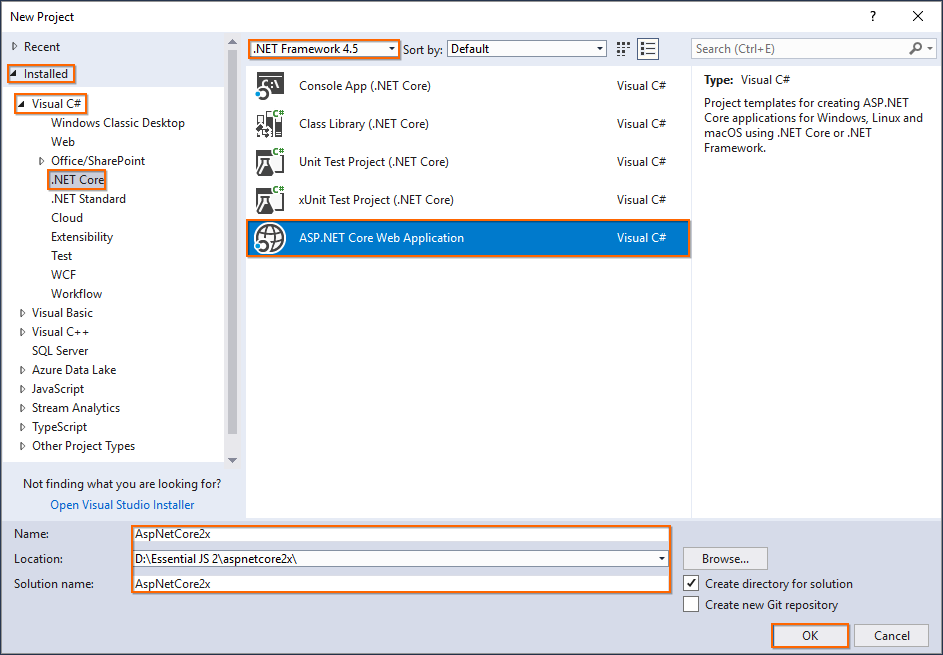 New Project
?
Recent
Installed
Visual C#
Windows Classic Desktop
Web
Office/SharePoint
.NET Core
.NET Standard
Cloud
Extensibility
Test
WCF
Workflow
Visual Basic
Visual C++
SQL Server
Azure Data Lake
JavaScript
Stream Analytics
TypeScript
Other Project Types
Not finding what you are looking for?
Open Visual Studio Installer
.NET Framework 4.5 Sort by: Default
Console App (.NET Core) Visual C#
Class Library (.NET Core) Visual C#
Unit Test Project (.NET Core) Visual C#
xUnit Test Project (.NET Core) Visual C#
ASP.NET Core Web Application Visual C#
Search (Ctrl+E)
Type: Visual C#
Project templates for creating ASP.NET
Core applications for Windows, Linux and
macOS using .NET Core or .NET
Framework.
Name: AspNetCore2x
Location: D:\Essential JS 2\aspnetcore2x\ Browse...
Solution name: AspNetCore2x
Create directory for solution
Create new Git repository
OK Cancel